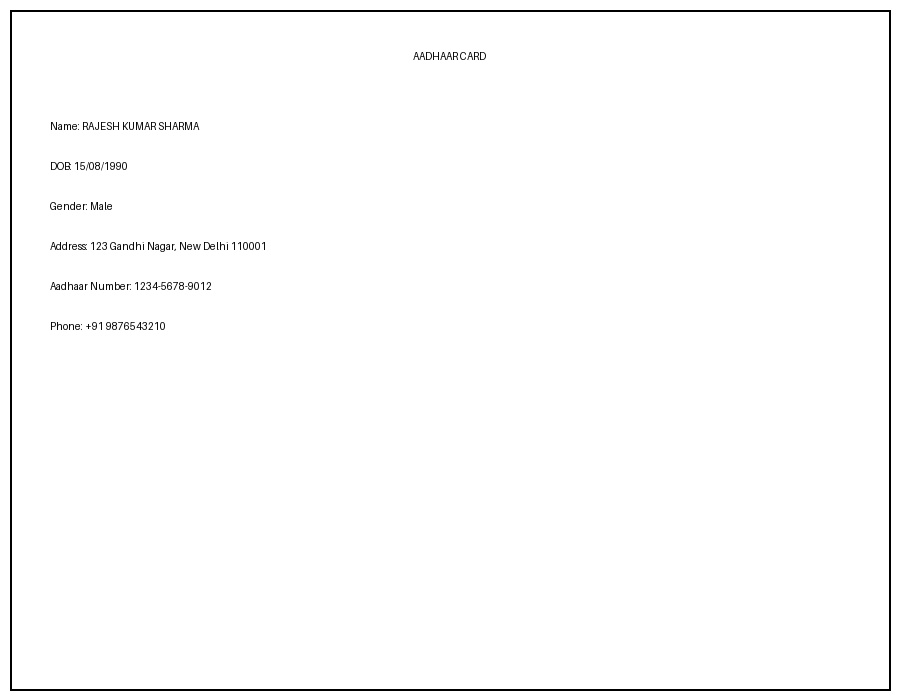 AADHAAR CARD
Name: RAJESH KUMAR SHARMA
DOB: 15/08/1990
Gender: Male
Address: 123 Gandhi Nagar, New Delhi 110001
Aadhaar Number: 1234-5678-9012
Phone: +91 9876543210